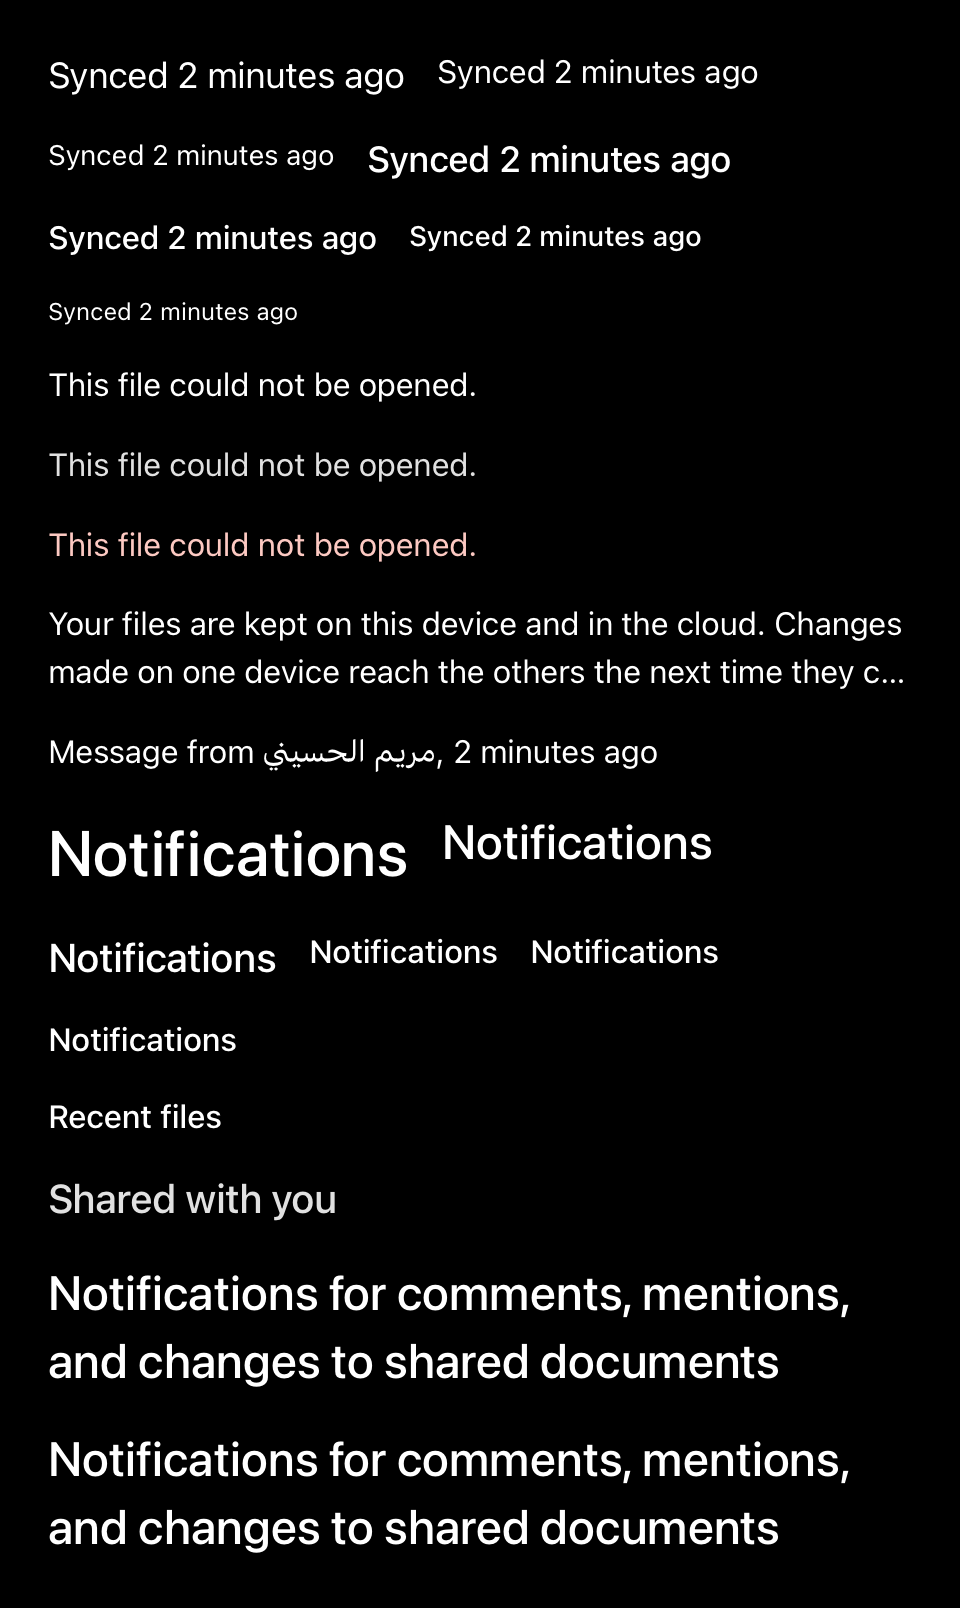 Synced 2 minutes ago Synced 2 minutes ago
Synced 2 minutes ago Synced 2 minutes ago
Synced 2 minutes ago Synced 2 minutes ago
Synced 2 minutes ago
This file could not be opened.
This file could not be opened.
This file could not be opened.
Your files are kept on this device and in the cloud. Changes
made on one device reach the others the next time they c...
Message from مريم الحسيني, 2 minutes ago
Notifications Notifications
Notifications Notifications Notifications
Notifications
Recent files
Shared with you
Notifications for comments, mentions,
and changes to shared documents
Notifications for comments, mentions,
and changes to shared documents